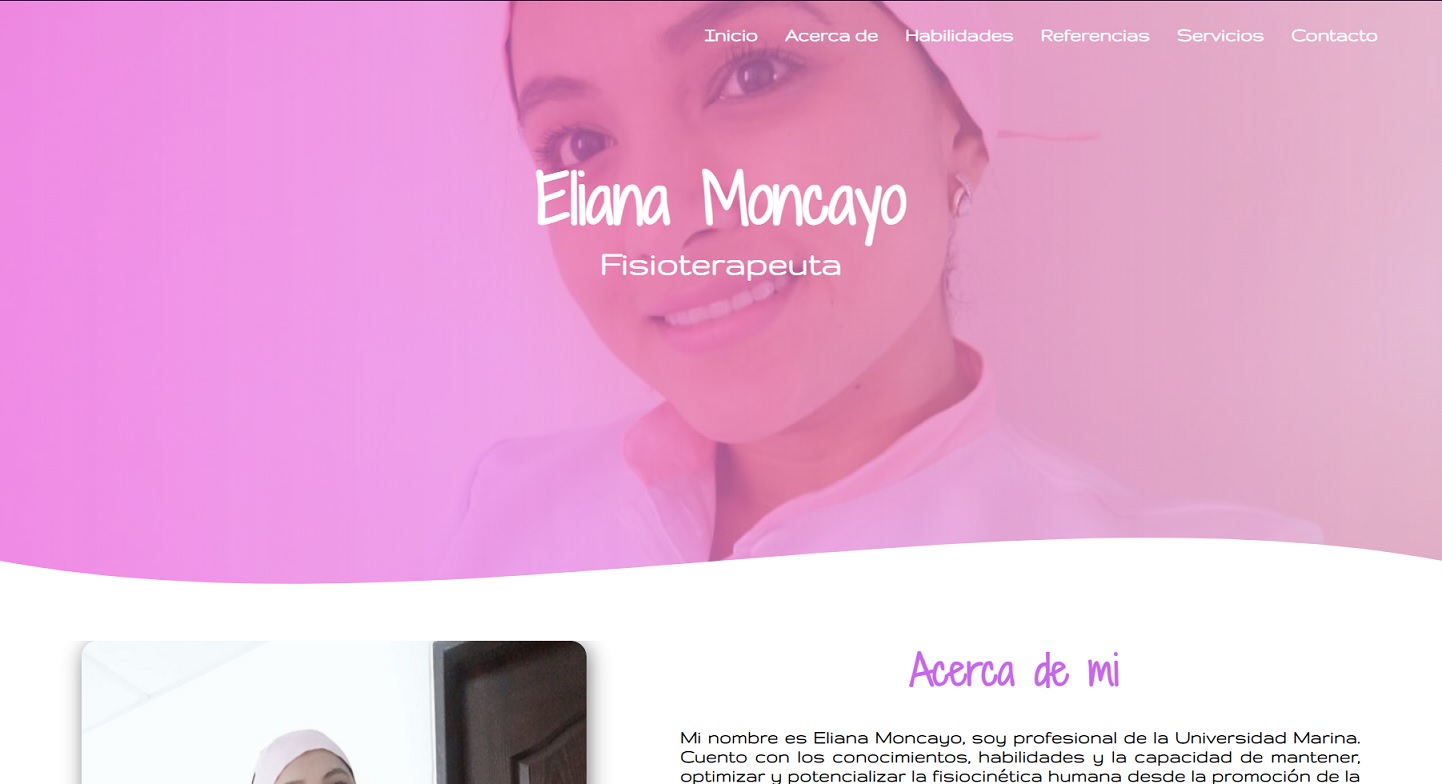 Inicio Acerca de Habilidades Referencias Servicios Contacto
Eliana Moncayo
Fisioterapeuta
Acerca de mi
Mi nombre es Eliana Moncayo, soy profesional de la Universidad Marina.
Cuento con los conocimientos, habilidades y la capacidad de mantener,
optimizar y potencializar la fisiocinética humana desde la promoción de la